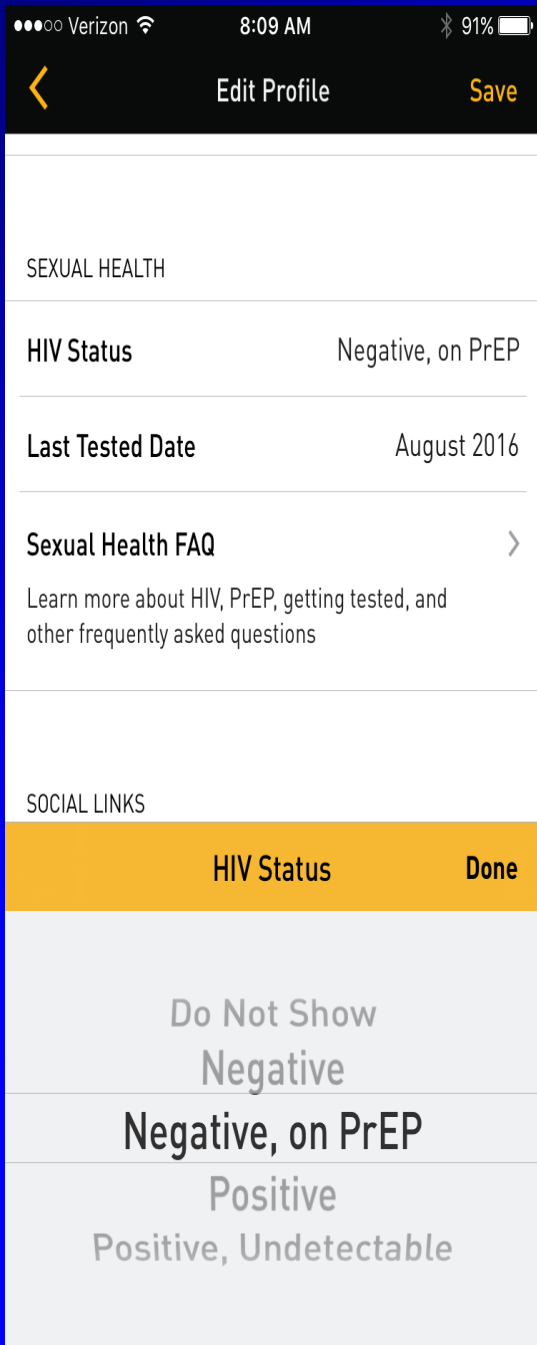 Verizon 8:09 AM 91%
Edit Profile Save
SEXUAL HEALTH
HIV Status Negative, on PrEP
Last Tested Date August 2016
Sexual Health FAQ
Learn more about HIV, PrEP, getting tested, and
other frequently asked questions
SOCIAL LINKS
HIV Status Done
Do Not Show
Negative
Negative, on PrEP
Positive
Positive, Undetectable